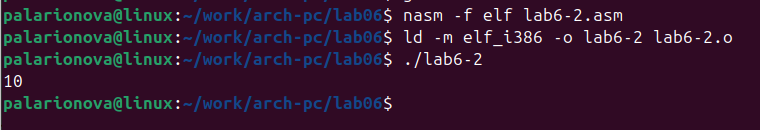 palarionova@linux:~/work/arch-pc/lab06$ nasm -f elf lab6-2.asm
palarionova@linux:~/work/arch-pc/lab06$ ld -m elf_i386 -o lab6-2 lab6-2.o
palarionova@linux:~/work/arch-pc/lab06$ ./lab6-2
10
palarionova@linux:~/work/arch-pc/lab06$